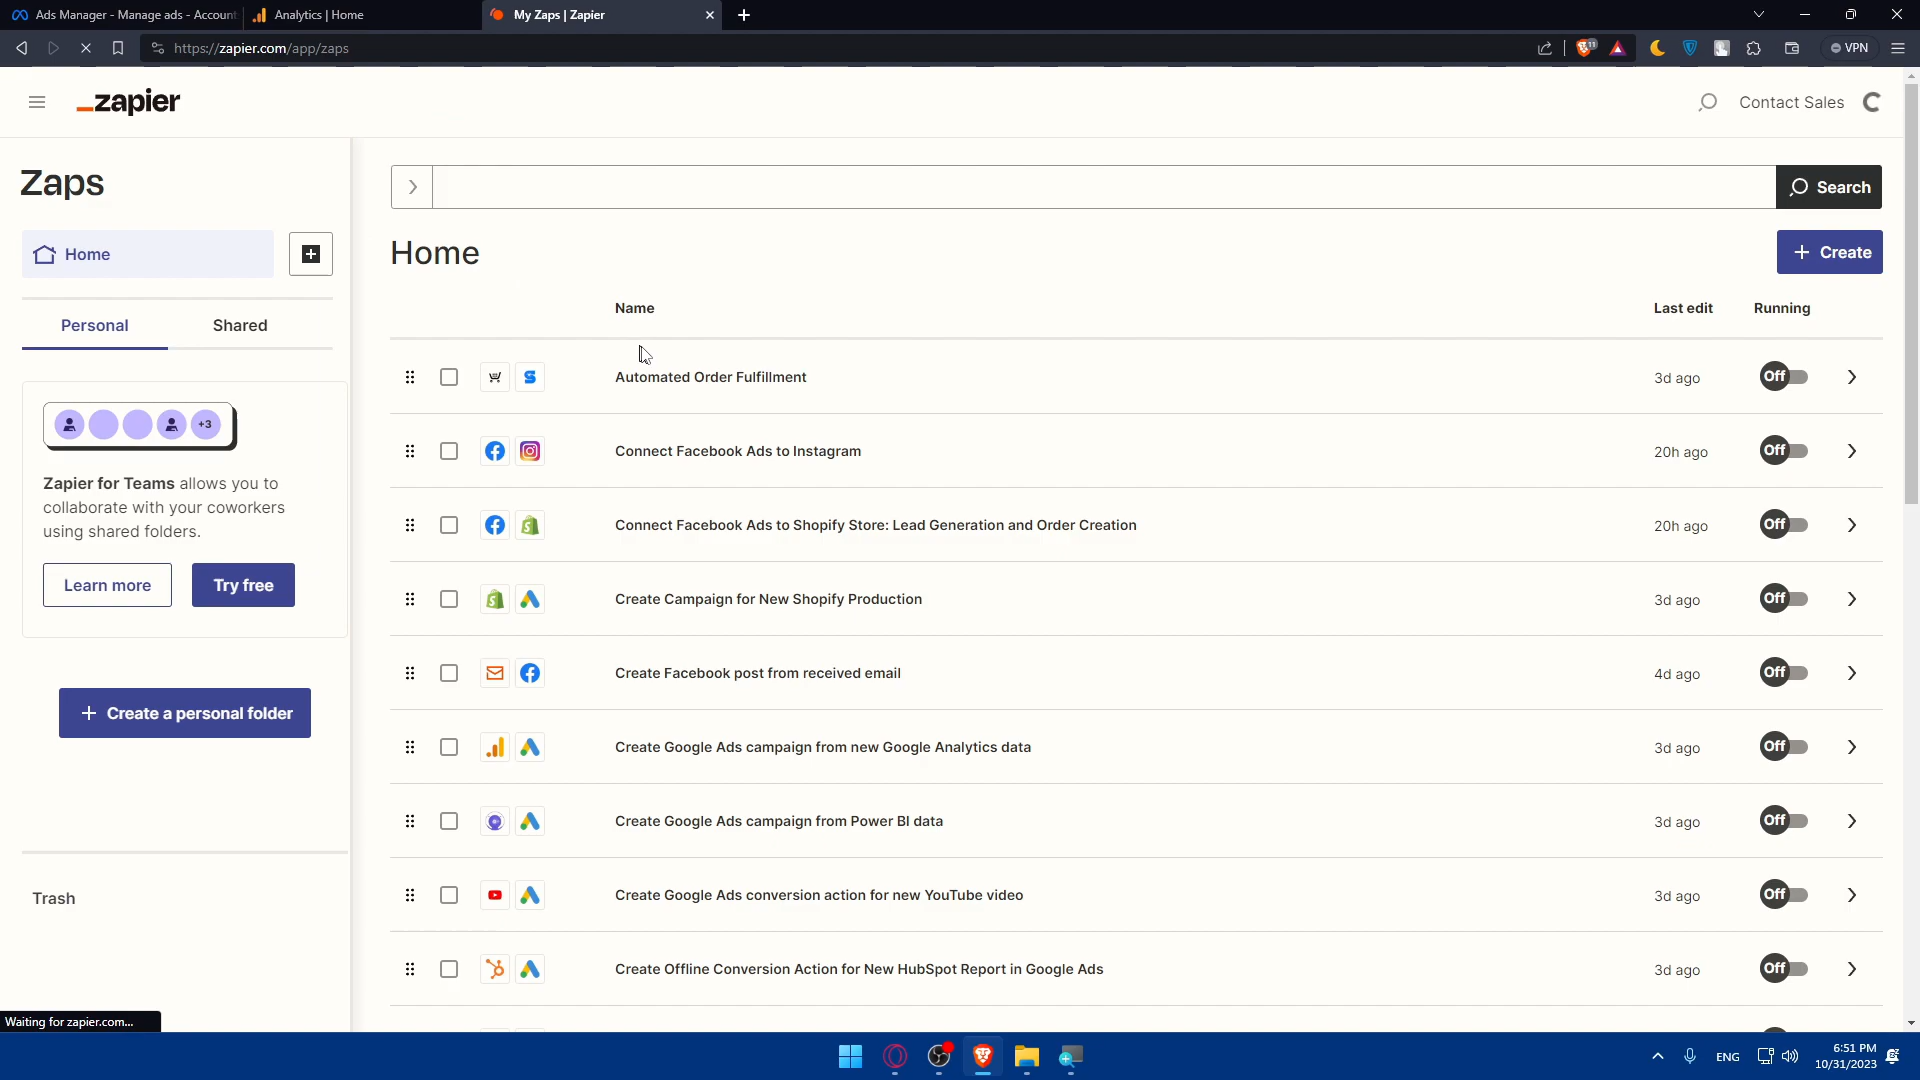 Ads Manager - Manage ads - Account
Analytics | Home
My Zaps | Zapier
https://zapier.com/app/zaps
11
VPN
zapier
Contact Sales
Zaps
Search
Home
Home
Create
Name
Last edit
Running
Personal
Shared
Automated Order Fulfillment
3d ago
Off
+3
Connect Facebook Ads to Instagram
20h ago
Off
Zapier for Teams allows you to
collaborate with your coworkers
using shared folders.
Connect Facebook Ads to Shopify Store: Lead Generation and Order Creation
20h ago
Off
Learn more
Try free
Create Campaign for New Shopify Production
3d ago
Off
Create Facebook post from received email
4d ago
Off
Create a personal folder
Create Google Ads campaign from new Google Analytics data
3d ago
Off
Create Google Ads campaign from Power BI data
3d ago
Off
Trash
Create Google Ads conversion action for new YouTube video
3d ago
Off
Create Offline Conversion Action for New HubSpot Report in Google Ads
3d ago
Off
Waiting for zapier.com...
ENG
6:51 PM
10/31/2023